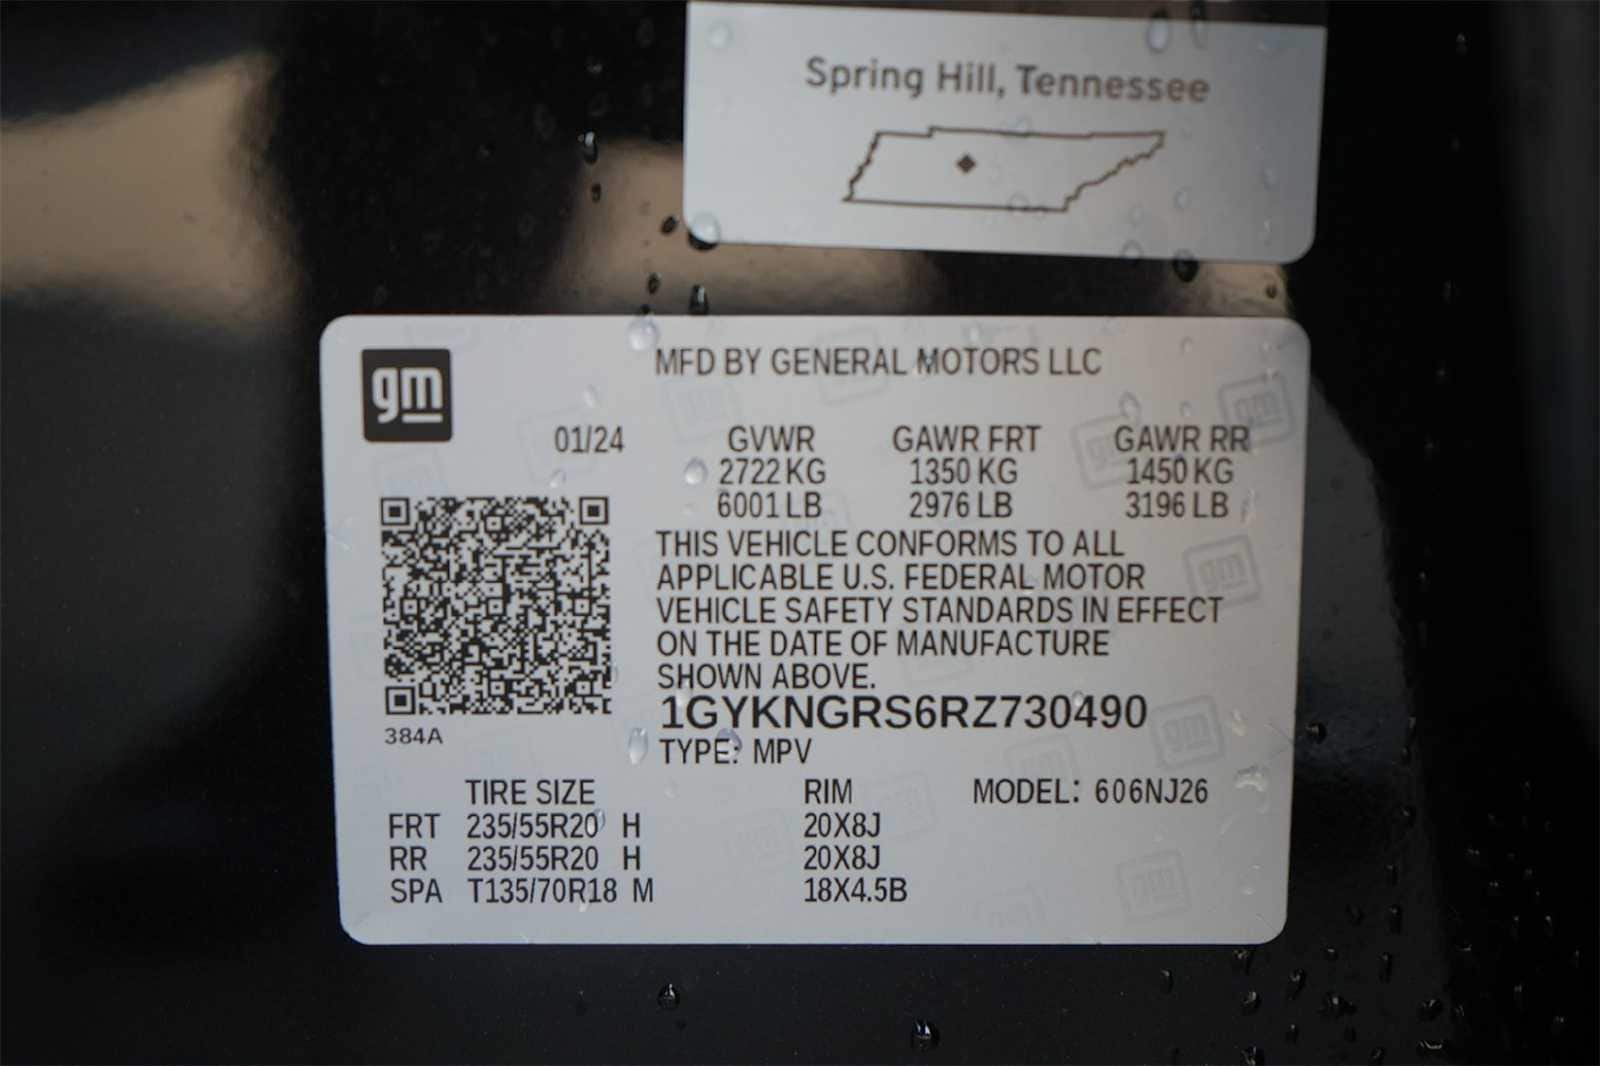 Spring Hill, Tennessee
gm
MFD BY GENERAL MOTORS LLC
01/24 GVWR GAWR FRT GAWR RR
2722 KG 1350 KG 1450 KG
6001 LB 2976 LB 3196 LB
THIS VEHICLE CONFORMS TO ALL
APPLICABLE U.S. FEDERAL MOTOR
VEHICLE SAFETY STANDARDS IN EFFECT
ON THE DATE OF MANUFACTURE
SHOWN ABOVE.
1GYKNGRS6RZ730490
384A
TYPE: MPV
TIRE SIZE RIM MODEL: 606NJ26
FRT 235/55R20 H 20X8J
RR 235/55R20 H 20X8J
SPA T135/70R18 M 18X4.5B